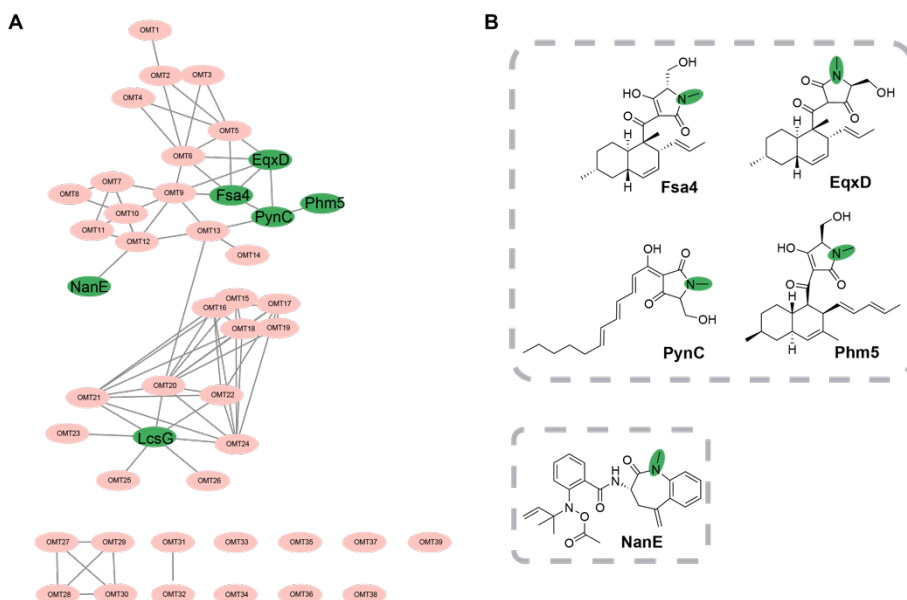 A
OMT1
OMT2
OMT3
OMT4
OMT5
OMT6
EqxD
OMT7
OMT8
OMT9
Fsa4
Phm5
OMT10
PynC
OMT11
OMT12
OMT13
OMT14
NanE
OMT15
OMT16
OMT17
OMT18
OMT19
OMT20
OMT21
OMT22
OMT23
LcsG
OMT24
OMT25
OMT26
OMT27
OMT29
OMT31
OMT33
OMT35
OMT37
OMT39
OMT28
OMT30
OMT32
OMT34
OMT36
OMT38
B
OH
HO
N
O
O
H
H
Fsa4
N
O
O
OH
O
H
H
EqxD
OH
O
N
O
OH
PynC
OH
HO
N
O
O
H
H
Phm5
O
H
N
O
N
N
O
O
NanE